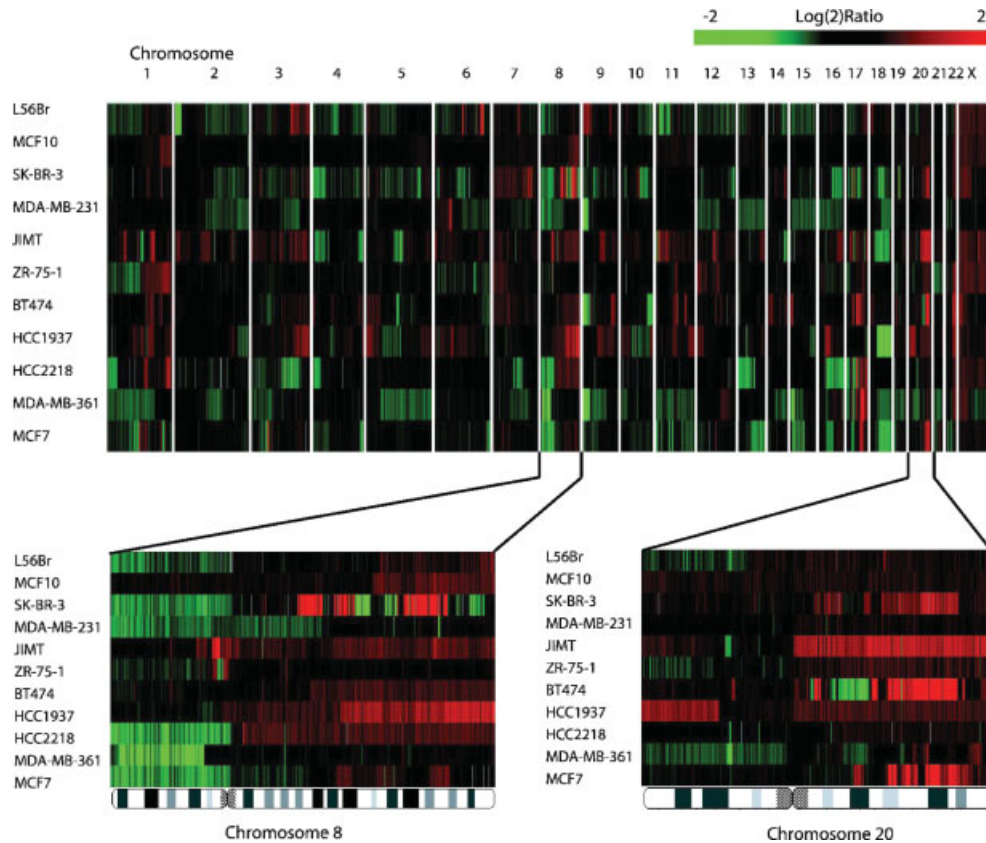 -2 Log(2)Ratio 2
Chromosome
1 2 3 4 5 6 7 8 9 10 11 12 13 14 15 16 17 18 19 20 21 22 X
L56Br
MCF10
SK-BR-3
MDA-MB-231
JIMT
ZR-75-1
BT474
HCC1937
HCC2218
MDA-MB-361
MCF7
L56Br
MCF10
SK-BR-3
MDA-MB-231
JIMT
ZR-75-1
BT474
HCC1937
HCC2218
MDA-MB-361
MCF7
Chromosome 8
L56Br
MCF10
SK-BR-3
MDA-MB-231
JIMT
ZR-75-1
BT474
HCC1937
HCC2218
MDA-MB-361
MCF7
Chromosome 20